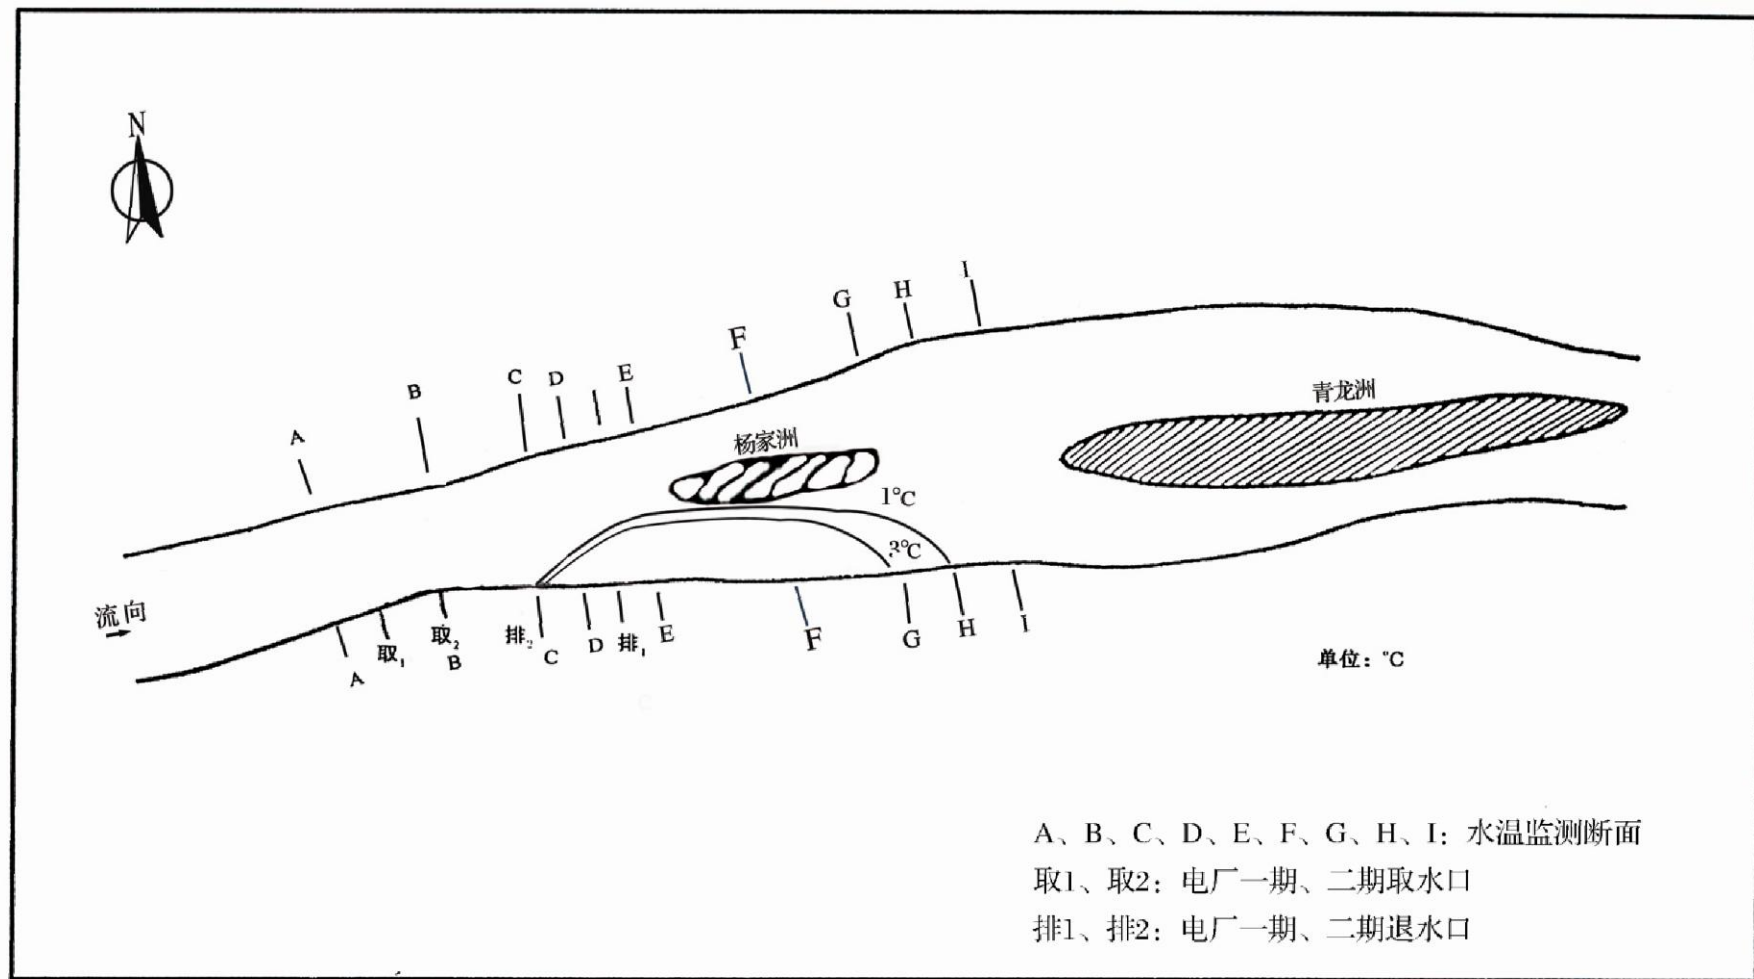 N
I
H
G
F
E
D
C
B
A
青龙洲
杨家洲
1℃
3℃
流向
取1
取2
排2
排1
A
B
C
D
E
F
G
H
I
单位：℃
A、B、C、D、E、F、G、H、I：水温监测断面
取1、取2：电厂一期、二期取水口
排1、排2：电厂一期、二期退水口